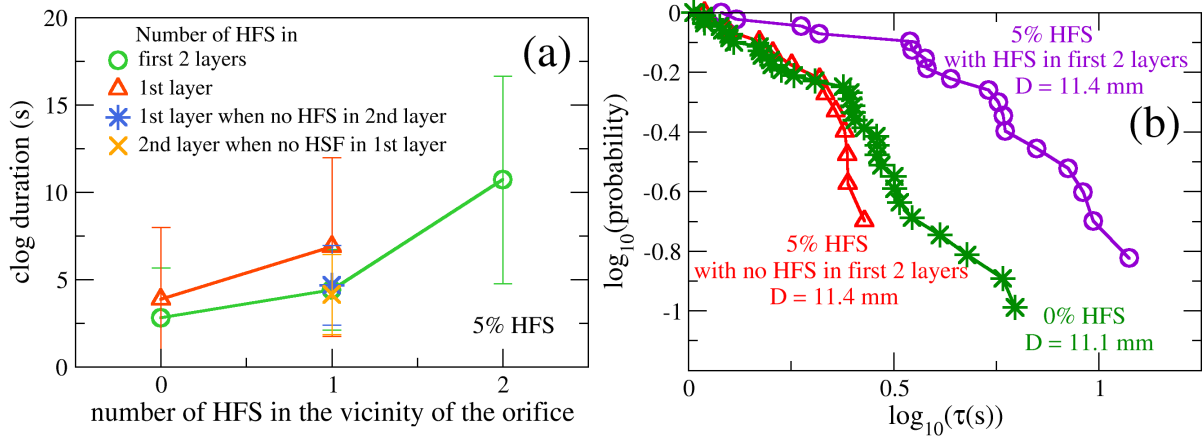 20
15
10
5
0
clog duration (s)
Number of HFS in
first 2 layers
1st layer
1st layer when no HFS in 2nd layer
2nd layer when no HSF in 1st layer
(a)
5% HFS
0 1 2
number of HFS in the vicinity of the orifice
0
-0.2
-0.4
-0.6
-0.8
-1
log10(probability)
5% HFS
with HFS in first 2 layers
D = 11.4 mm
(b)
5% HFS
with no HFS in first 2 layers
D = 11.4 mm
0% HFS
D = 11.1 mm
0 0.5 1
log10(τ(s))